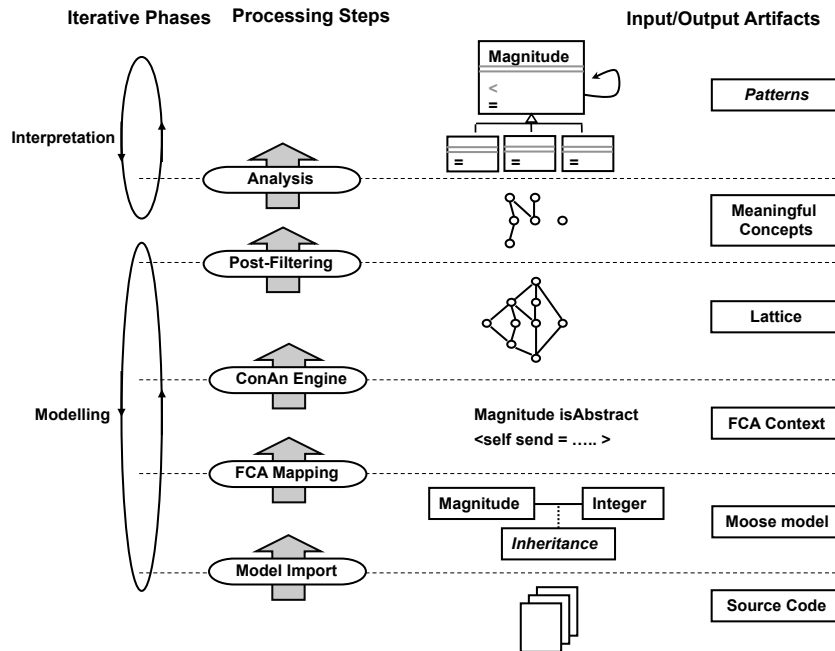 Iterative Phases
Processing Steps
Input/Output Artifacts
Magnitude
<
=
=
=
=
Patterns
Interpretation
Analysis
Meaningful
Concepts
Post-Filtering
Lattice
ConAn Engine
Modelling
Magnitude isAbstract
<self send = ..... >
FCA Context
FCA Mapping
Magnitude
Integer
Inheritance
Moose model
Model Import
Source Code